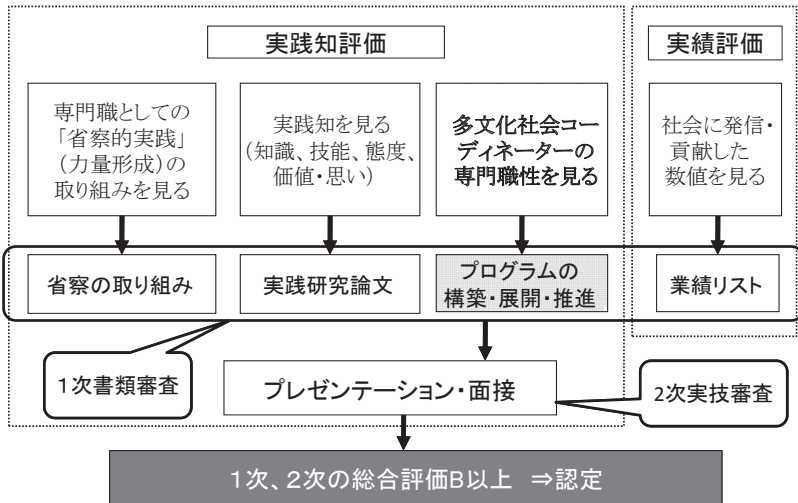 実践知評価
実績評価
専門職としての
「省察的実践」
(力量形成)の
取り組みを見る
実践知を見る
(知識、技能、態度、
価値・思い)
多文化社会コー
ディネーターの
専門職性を見る
社会に発信・
貢献した
数値を見る
省察の取り組み
実践研究論文
プログラムの
構築・展開・推進
業績リスト
1次書類審査
プレゼンテーション・面接
2次実技審査
1次、2次の総合評価B以上 ⇒認定